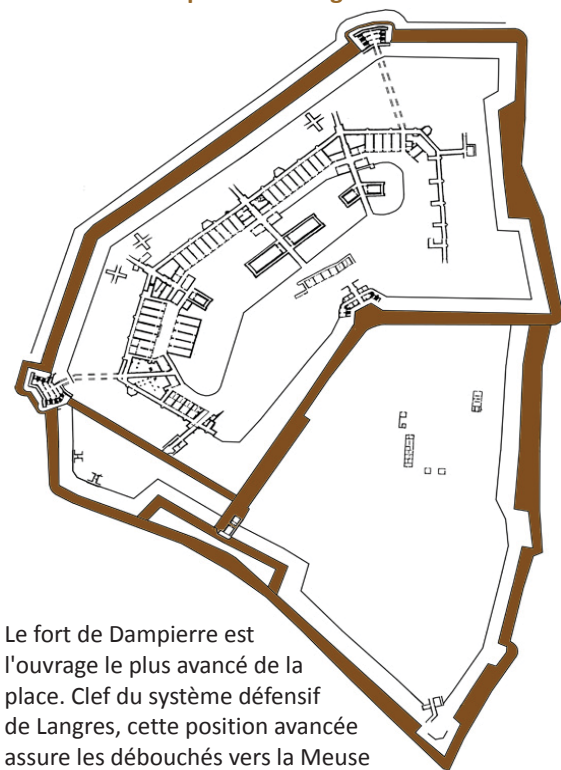 Le fort de Dampierre est
l'ouvrage le plus avancé de la
place. Clef du système défensif
de Langres, cette position avancée
assure les débouchés vers la Meuse